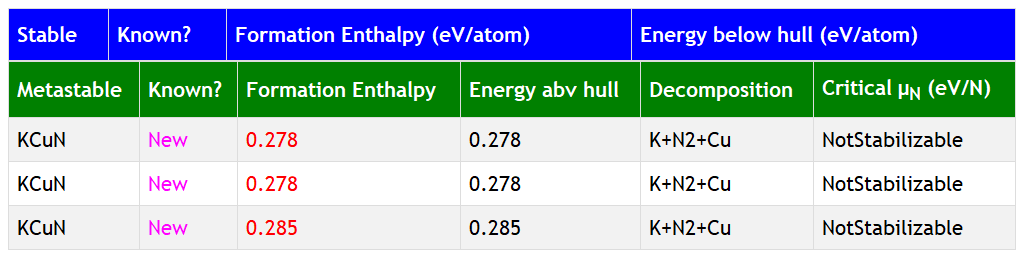 Stable Known? Formation Enthalpy (eV/atom) Energy below hull (eV/atom)
Metastable Known? Formation Enthalpy Energy abv hull Decomposition Critical μN (eV/N)
KCuN New 0.278 0.278 K+N2+Cu NotStabilizable
KCuN New 0.278 0.278 K+N2+Cu NotStabilizable
KCuN New 0.285 0.285 K+N2+Cu NotStabilizable